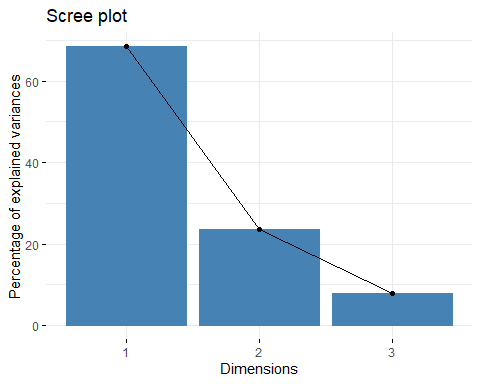 Scree plot
Percentage of explained variances
60
40
20
0
1 2 3
Dimensions